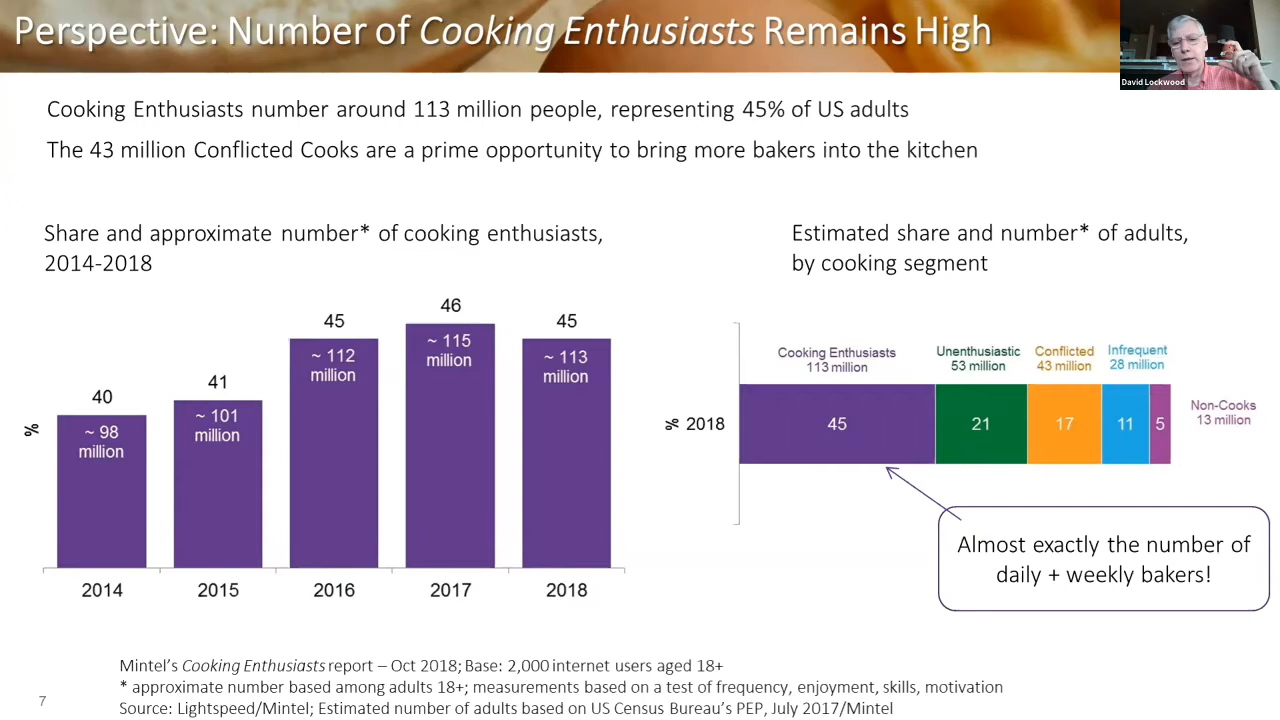 Perspective: Number of Cooking Enthusiasts Remains High
David Lockwood
Cooking Enthusiasts number around 113 million people, representing 45% of US adults
The 43 million Conflicted Cooks are a prime opportunity to bring more bakers into the kitchen
Share and approximate number* of cooking enthusiasts,
2014-2018
%
40
~ 98
million
41
~ 101
million
45
~ 112
million
46
~ 115
million
45
~ 113
million
2014 2015 2016 2017 2018
Estimated share and number* of adults,
by cooking segment
Cooking Enthusiasts
113 million
Unenthusiastic
53 million
Conflicted
43 million
Infrequent
28 million
Non-Cooks
13 million
% 2018 45 21 17 11 5
Almost exactly the number of
daily + weekly bakers!
Mintel's Cooking Enthusiasts report – Oct 2018; Base: 2,000 internet users aged 18+
* approximate number based among adults 18+; measurements based on a test of frequency, enjoyment, skills, motivation
Source: Lightspeed/Mintel; Estimated number of adults based on US Census Bureau's PEP, July 2017/Mintel
7